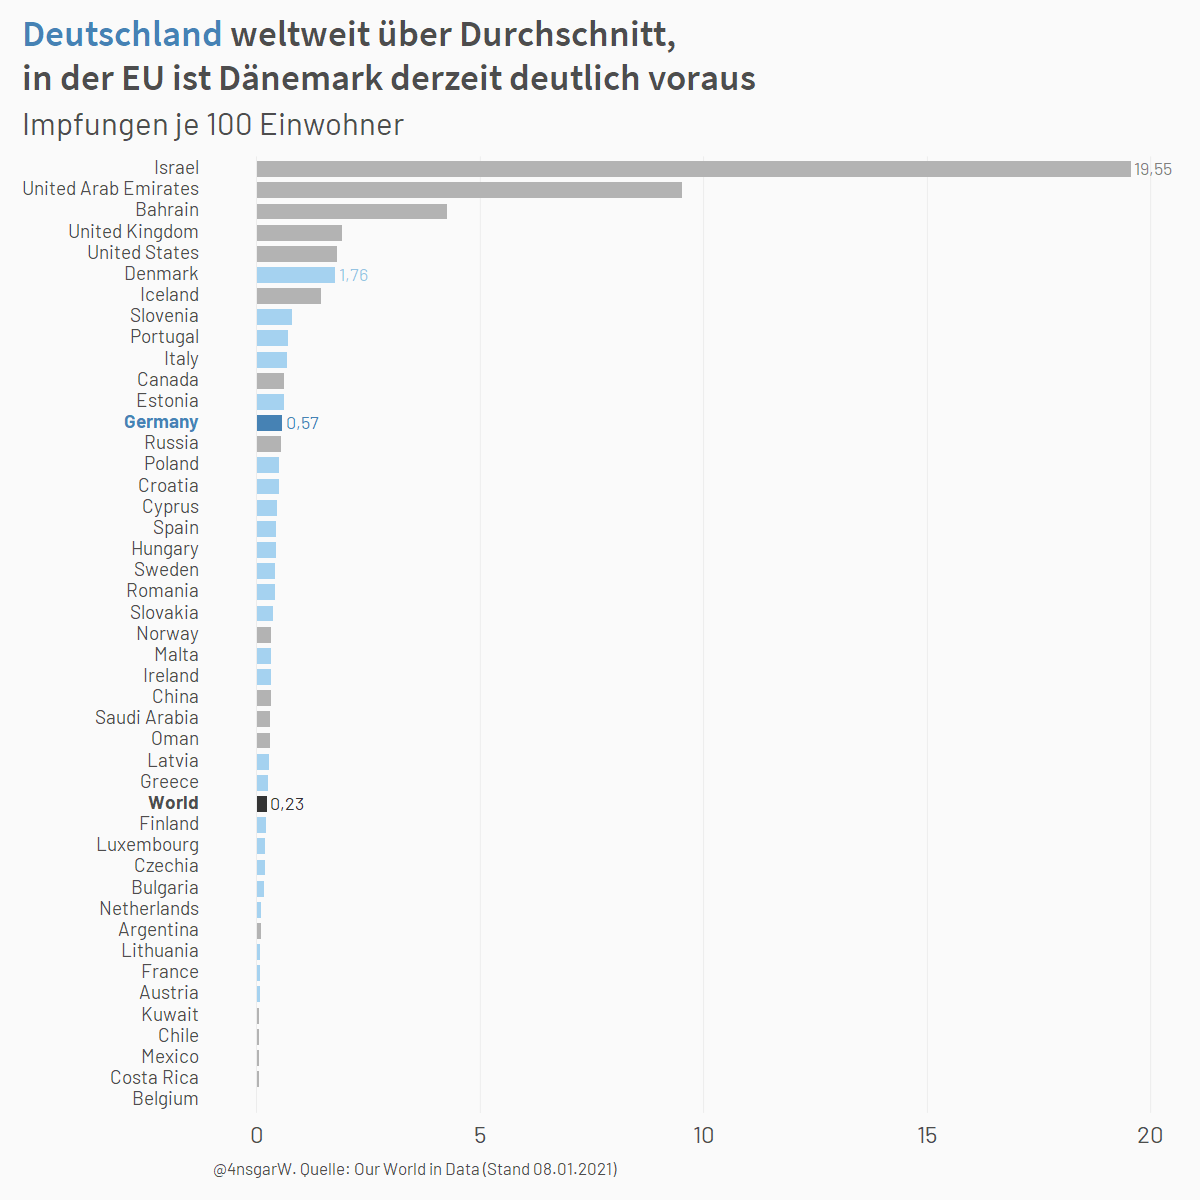 Deutschland weltweit über Durchschnitt,
in der EU ist Dänemark derzeit deutlich voraus
Impfungen je 100 Einwohner
Israel 19,55
United Arab Emirates
Bahrain
United Kingdom
United States
Denmark 1,76
Iceland
Slovenia
Portugal
Italy
Canada
Estonia
Germany 0,57
Russia
Poland
Croatia
Cyprus
Spain
Hungary
Sweden
Romania
Slovakia
Norway
Malta
Ireland
China
Saudi Arabia
Oman
Latvia
Greece
World 0,23
Finland
Luxembourg
Czechia
Bulgaria
Netherlands
Argentina
Lithuania
France
Austria
Kuwait
Chile
Mexico
Costa Rica
Belgium
0 5 10 15 20
@4nsgarW. Quelle: Our World in Data (Stand 08.01.2021)